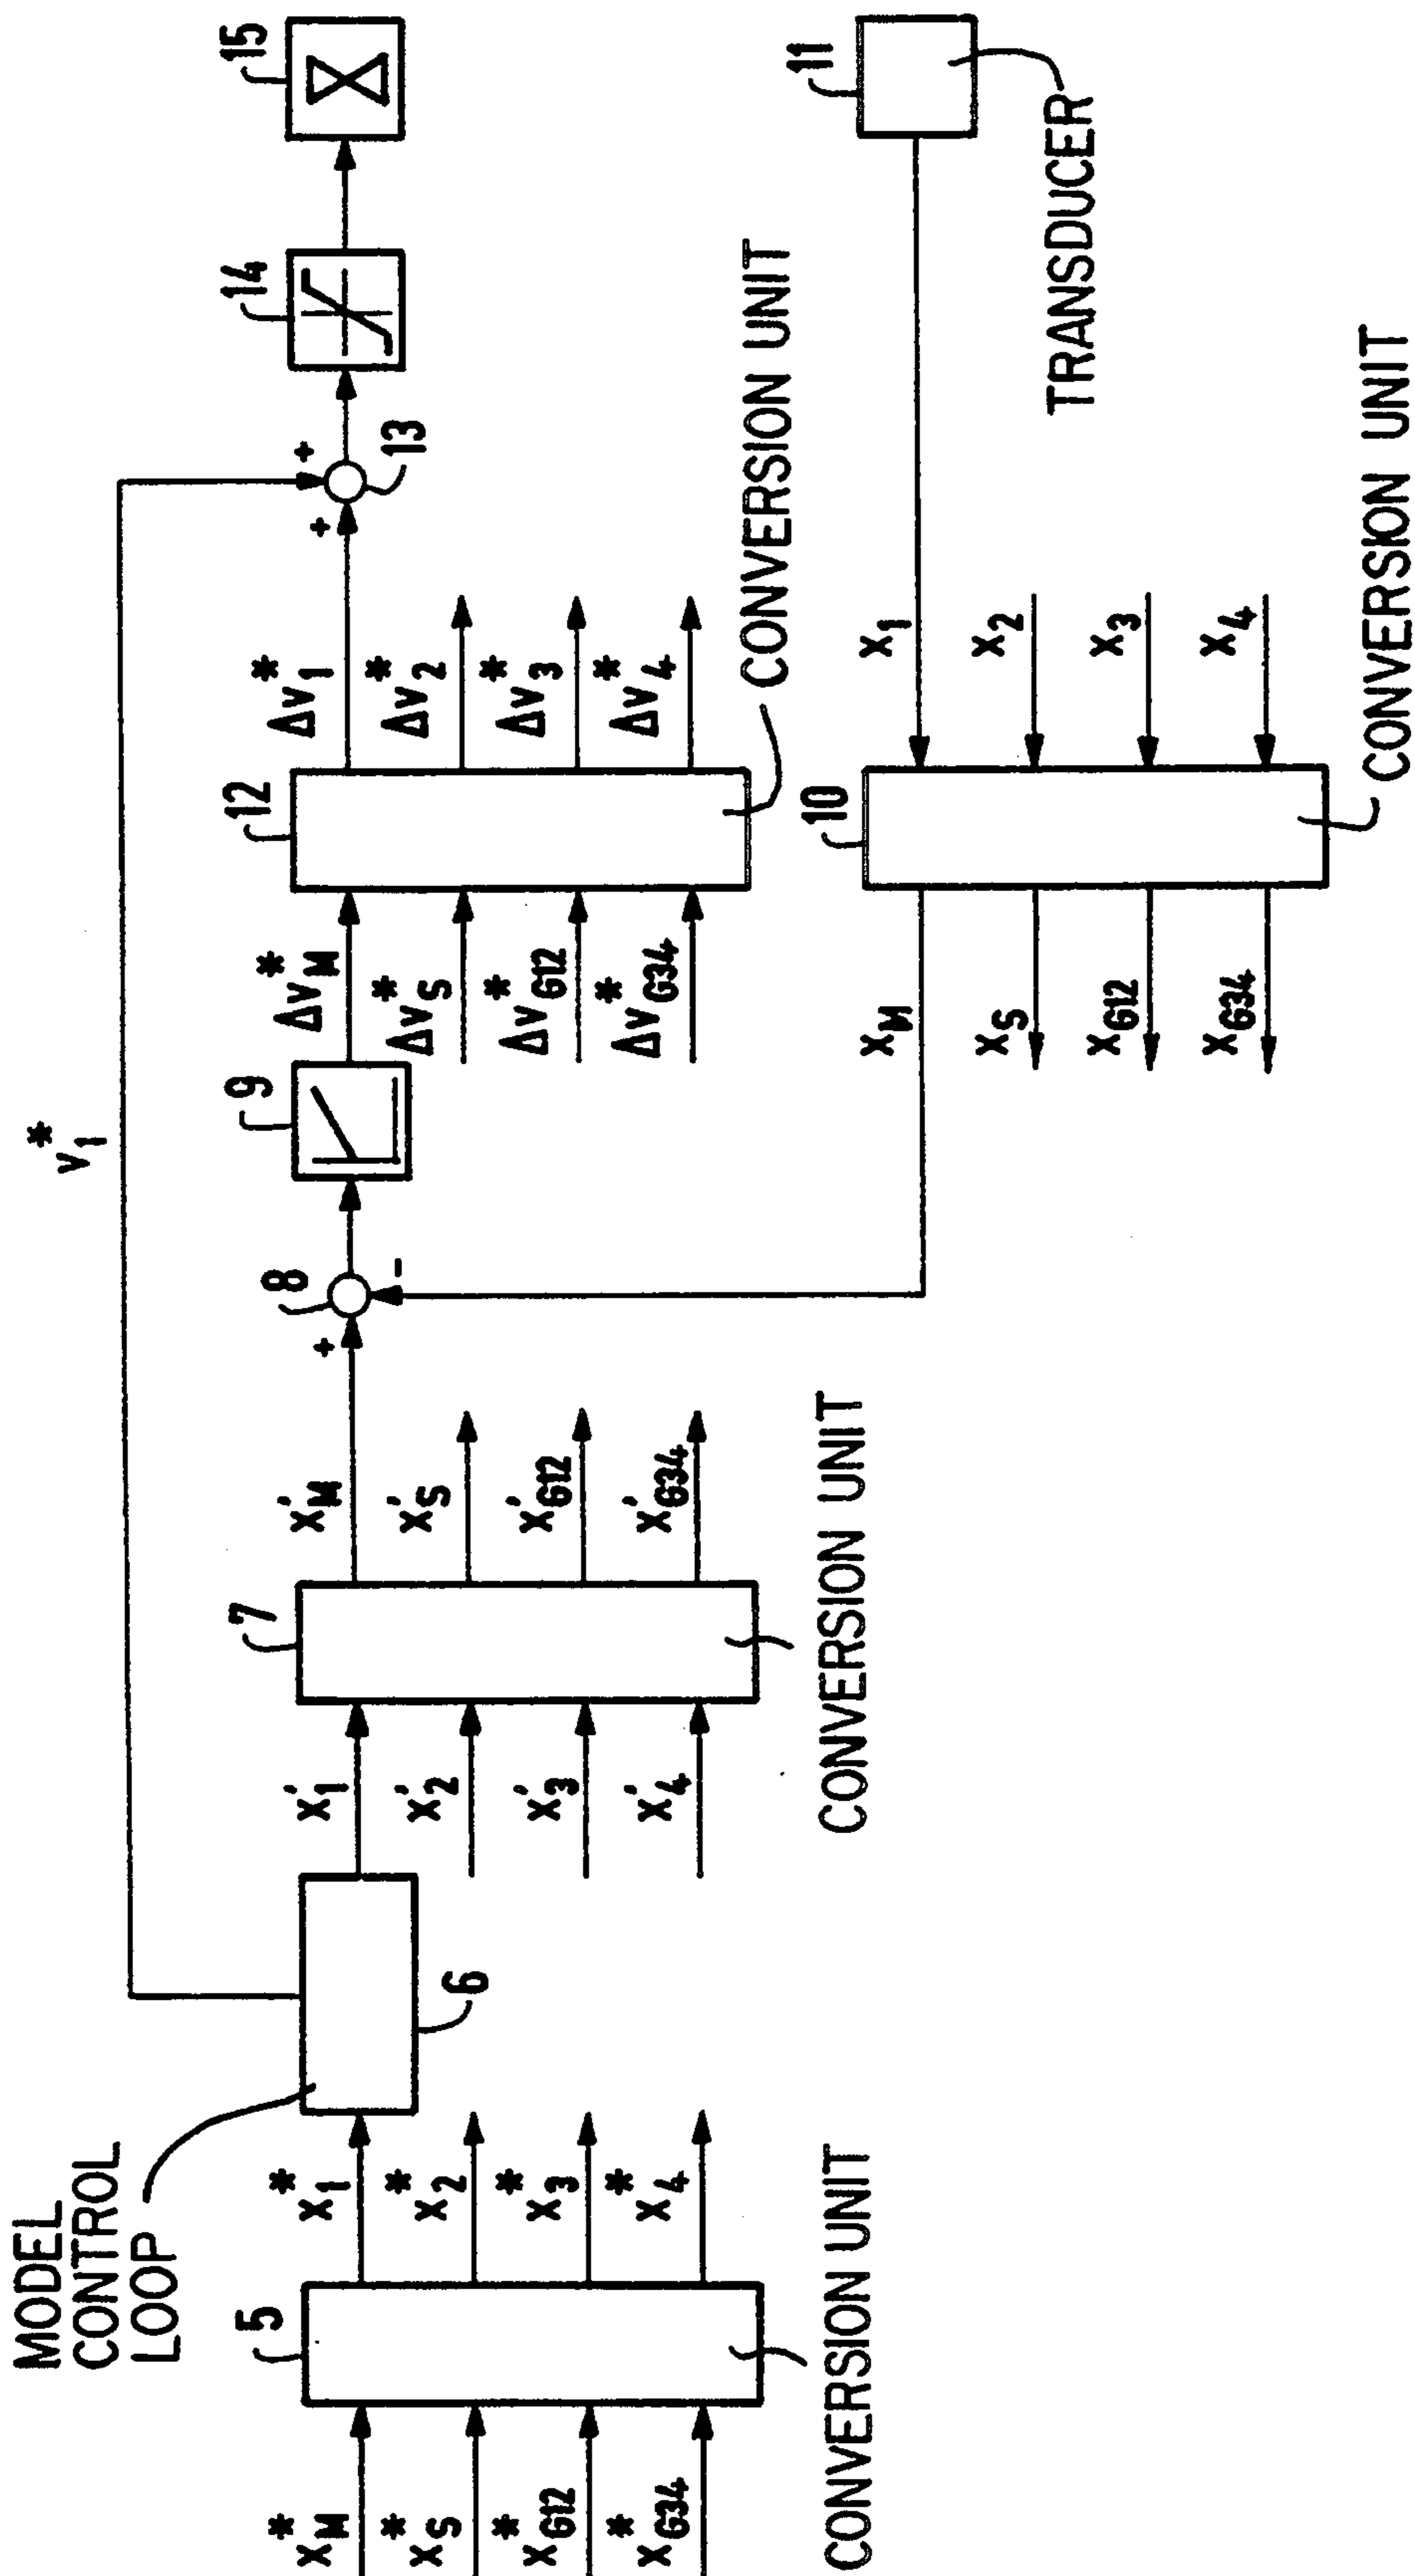 MODEL
CONTROL
LOOP
v₁*
5
6
7
8
9
12
13
14
15
+
-
+
+
x*M
x*S
x*G12
x*G34
x*1
x*2
x*3
x*4
x'1
x'2
x'3
x'4
x'M
x'S
x'G12
x'G34
Δv*M
Δv*S
Δv*G12
Δv*G34
Δv*1
Δv*2
Δv*3
Δv*4
CONVERSION UNIT
CONVERSION UNIT
CONVERSION UNIT
10
11
xM
xS
xG12
xG34
x1
x2
x3
x4
TRANSDUCER
CONVERSION UNIT